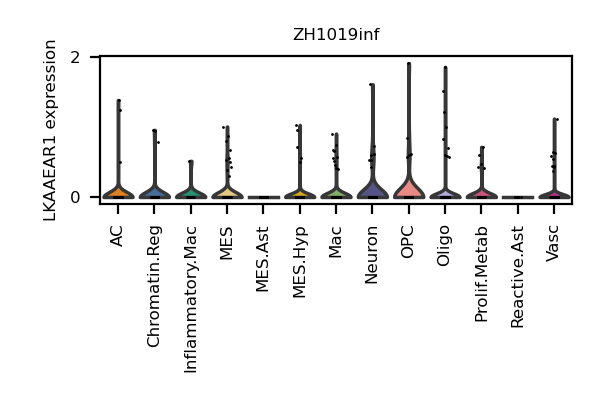 ZH1019inf
LKAAEAR1 expression
2
0
AC
Chromatin.Reg
Inflammatory.Mac
MES
MES.Ast
MES.Hyp
Mac
Neuron
OPC
Oligo
Prolif.Metab
Reactive.Ast
Vasc